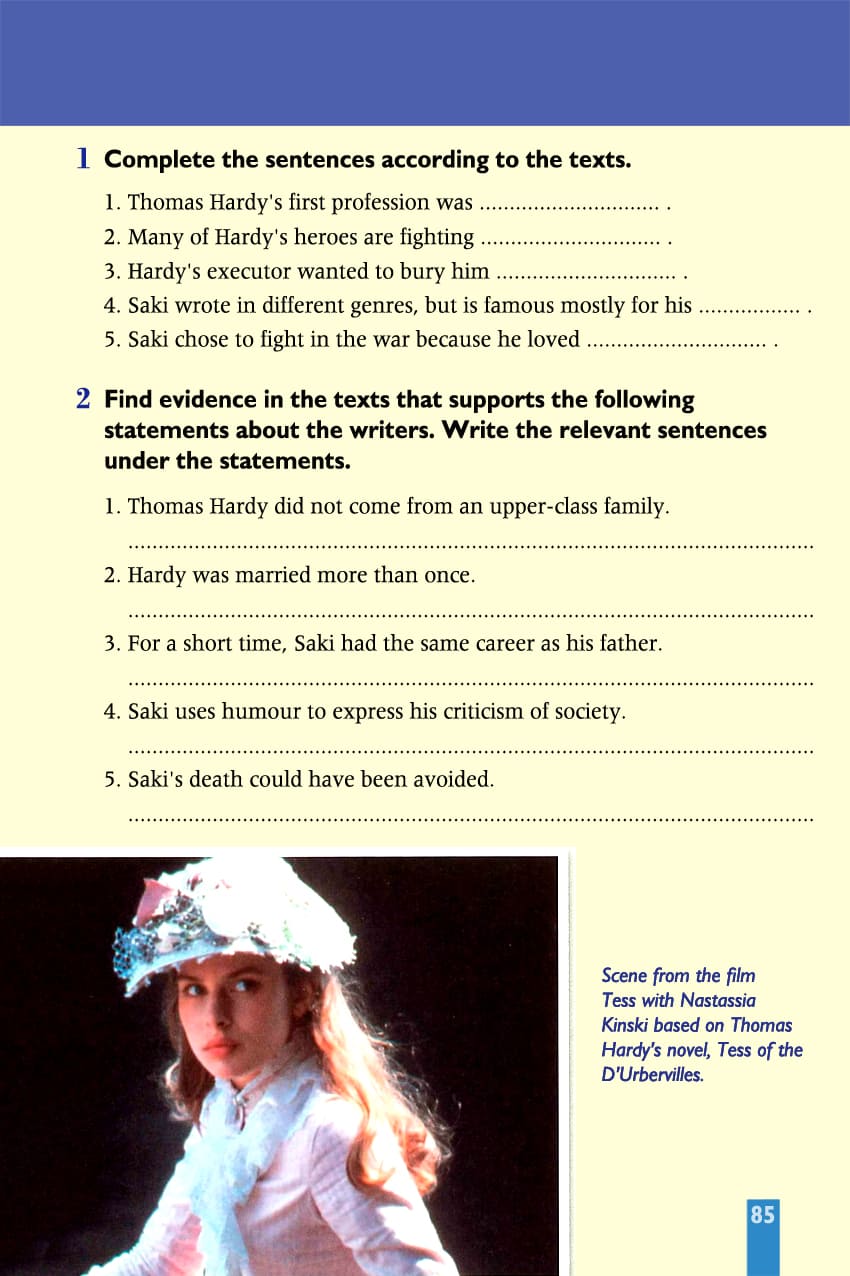 1 Complete the sentences according to the texts.
1. Thomas Hardy's first profession was .............................. .
2. Many of Hardy's heroes are fighting .............................. .
3. Hardy's executor wanted to bury him .............................. .
4. Saki wrote in different genres, but is famous mostly for his ................. .
5. Saki chose to fight in the war because he loved .............................. .
2 Find evidence in the texts that supports the following
statements about the writers. Write the relevant sentences
under the statements.
1. Thomas Hardy did not come from an upper-class family.
..................................................................................................................
2. Hardy was married more than once.
..................................................................................................................
3. For a short time, Saki had the same career as his father.
..................................................................................................................
4. Saki uses humour to express his criticism of society.
..................................................................................................................
5. Saki's death could have been avoided.
..................................................................................................................
Scene from the film
Tess with Nastassia
Kinski based on Thomas
Hardy's novel, Tess of the
D'Urbervilles.
85